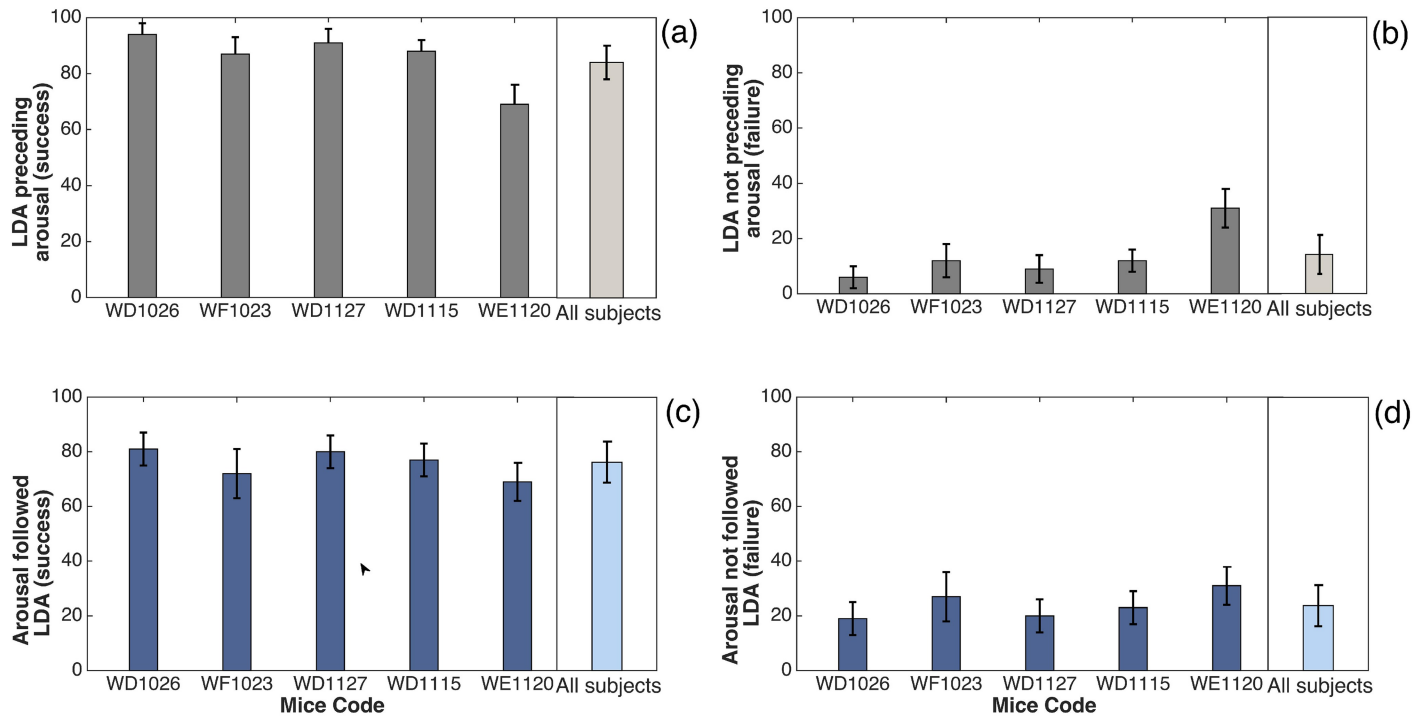 (a)
LDA preceding
arousal (success)
100
80
60
40
20
0
WD1026 WF1023 WD1127 WD1115 WE1120 All subjects
(b)
LDA not preceding
arousal (failure)
100
80
60
40
20
0
WD1026 WF1023 WD1127 WD1115 WE1120 All subjects
(c)
Arousal followed
LDA (success)
100
80
60
40
20
0
WD1026 WF1023 WD1127 WD1115 WE1120 All subjects
Mice Code
(d)
Arousal not followed
LDA (failure)
100
80
60
40
20
0
WD1026 WF1023 WD1127 WD1115 WE1120 All subjects
Mice Code